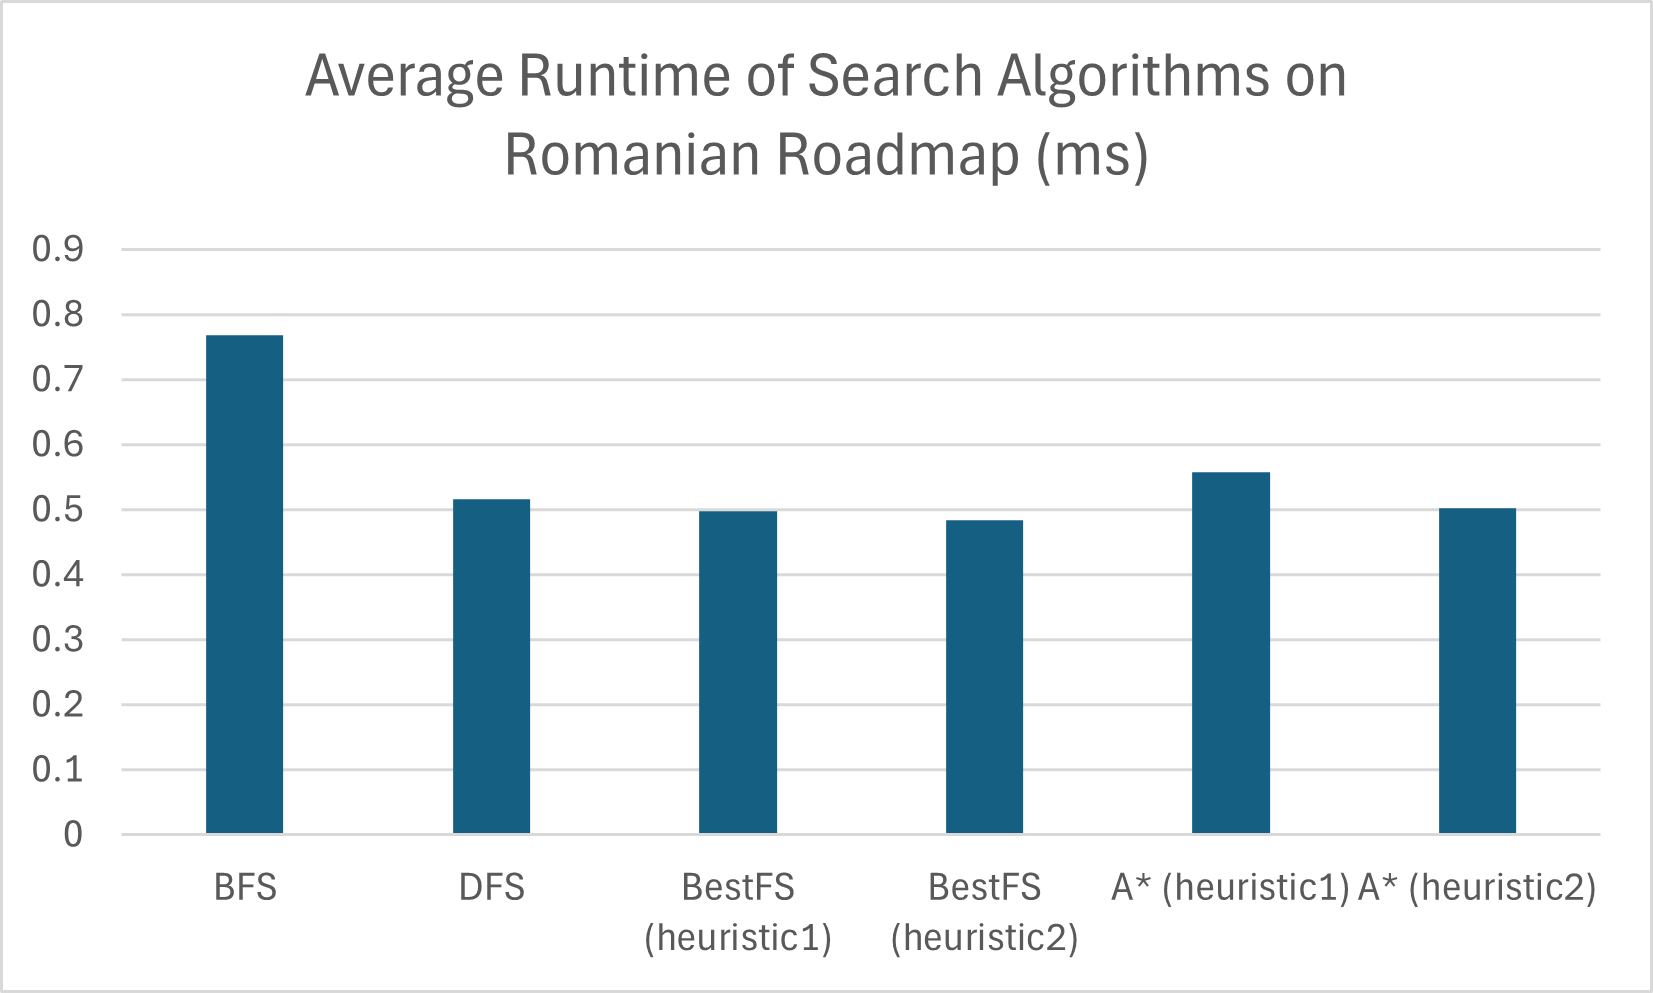 Average Runtime of Search Algorithms on
Romanian Roadmap (ms)
0.9
0.8
0.7
0.6
0.5
0.4
0.3
0.2
0.1
0
BFS
DFS
BestFS
(heuristic1)
BestFS
(heuristic2)
A* (heuristic1)
A* (heuristic2)